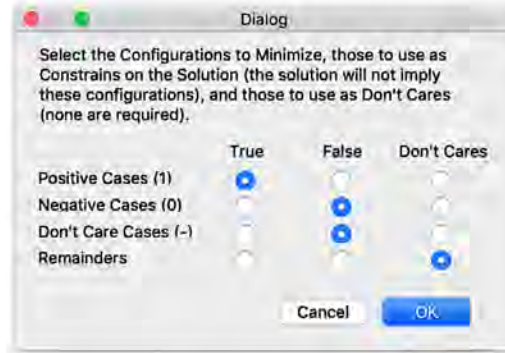 Dialog
Select the Configurations to Minimize, those to use as
Constrains on the Solution (the solution will not imply
these configurations), and those to use as Don't Cares
(none are required).
True False Don't Cares
Positive Cases (1)
Negative Cases (0)
Don't Care Cases (-)
Remainders
Cancel OK